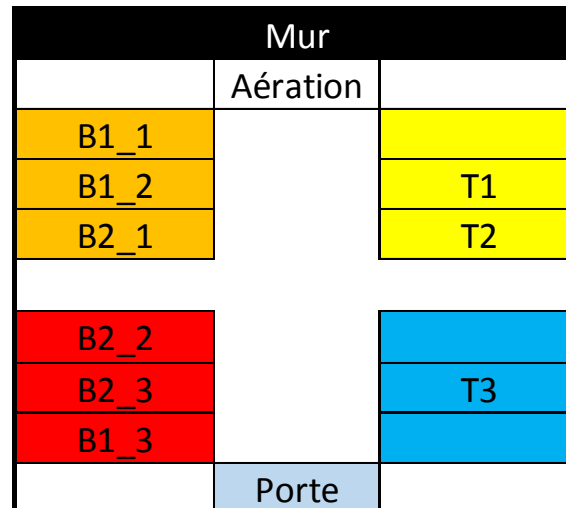 Mur
Aération
B1_1
B1_2 T1
B2_1 T2
B2_2
B2_3 T3
B1_3
Porte